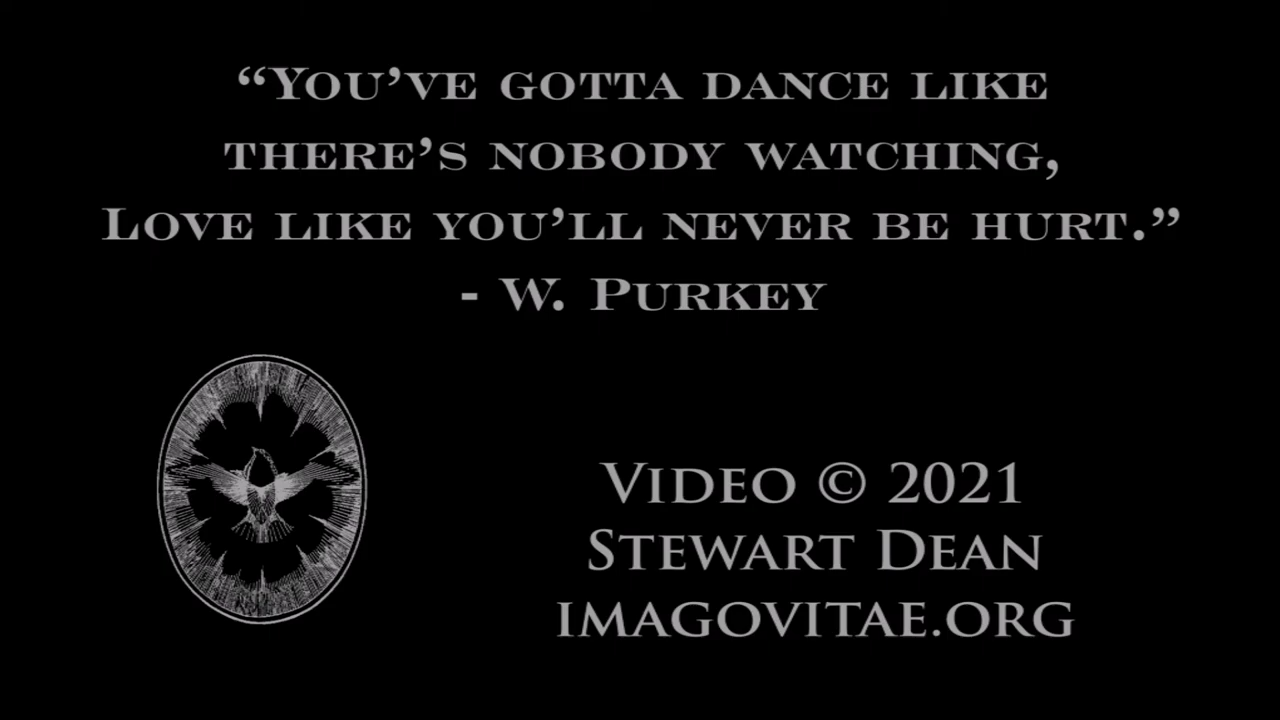 “You’ve gotta dance like
there’s nobody watching,
Love like you’ll never be hurt.”
- W. Purkey
Video © 2021
Stewart Dean
imagovitae.org